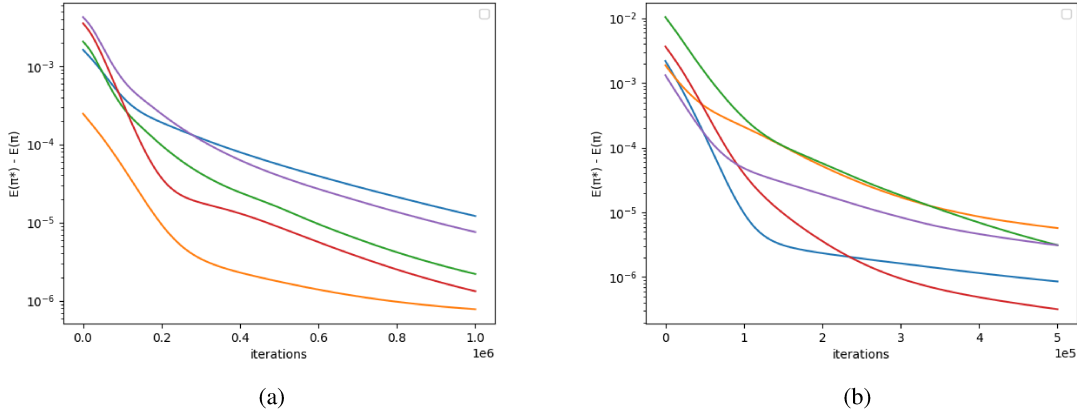 10⁻³
10⁻⁴
10⁻⁵
10⁻⁶
E(π*) - E(π)
0.0 0.2 0.4 0.6 0.8 1.0
iterations
1e6
(a)
10⁻²
10⁻³
10⁻⁴
10⁻⁵
10⁻⁶
E(π*) - E(π)
0 1 2 3 4 5
iterations
1e5
(b)